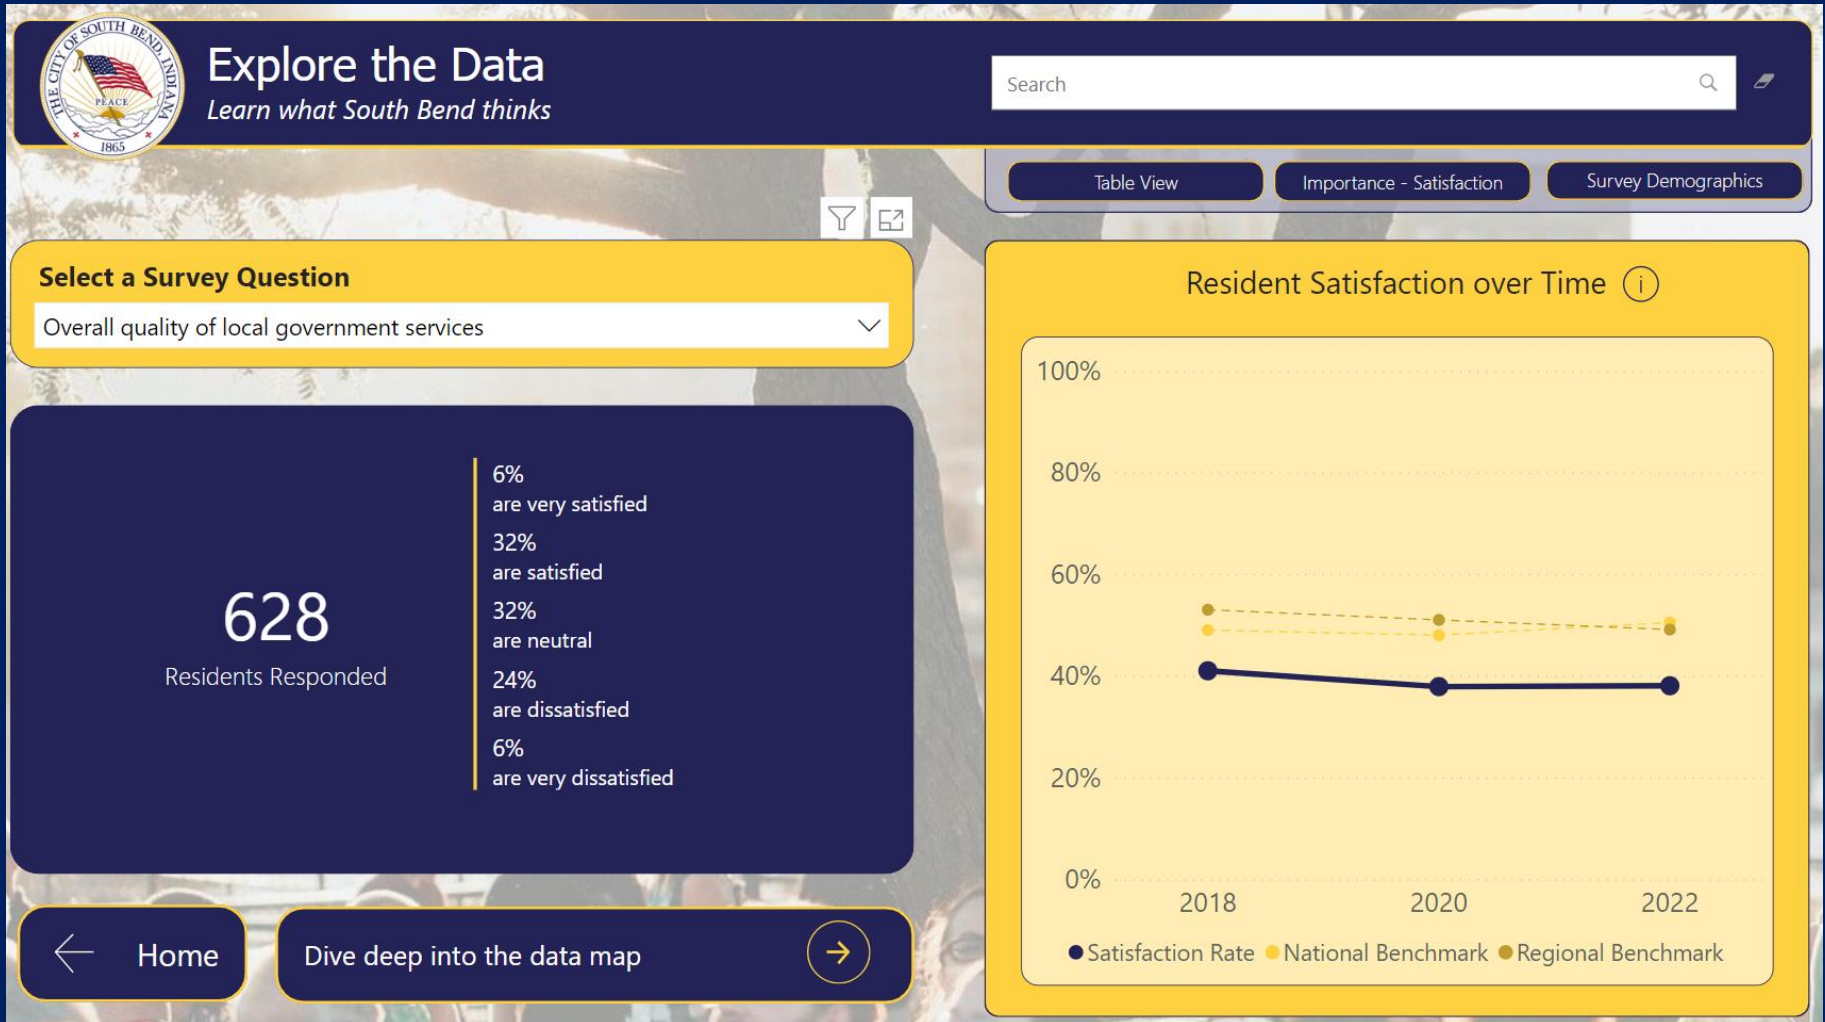 THE CITY OF SOUTH BEND, INDIANA
PEACE
1865
Explore the Data
Learn what South Bend thinks
Search
Table View
Importance - Satisfaction
Survey Demographics
Select a Survey Question
Overall quality of local government services
628
Residents Responded
6%
are very satisfied
32%
are satisfied
32%
are neutral
24%
are dissatisfied
6%
are very dissatisfied
Home
Dive deep into the data map
Resident Satisfaction over Time
i
100%
80%
60%
40%
20%
0%
2018 2020 2022
Satisfaction Rate National Benchmark Regional Benchmark